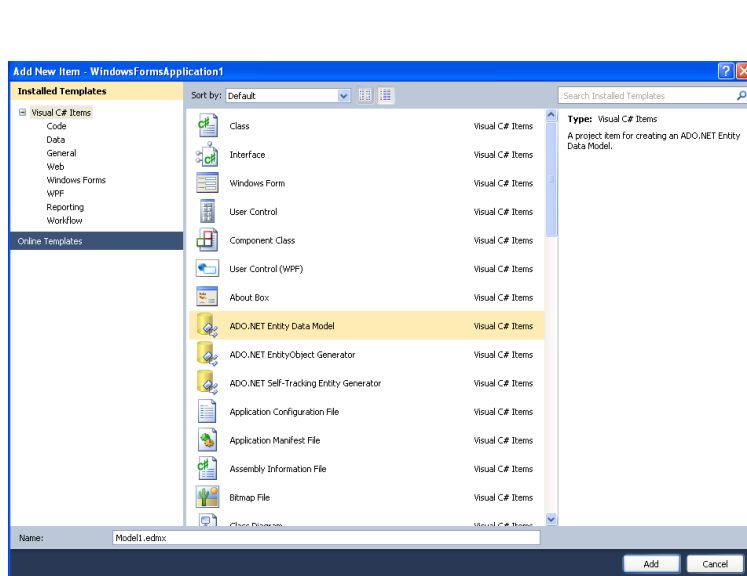 Add New Item - WindowsFormsApplication1
Installed Templates
Sort by: Default
Search Installed Templates
Visual C# Items
Code
Data
General
Web
Windows Forms
WPF
Reporting
Workflow
Online Templates
Class Visual C# Items
Interface Visual C# Items
Windows Form Visual C# Items
User Control Visual C# Items
Component Class Visual C# Items
User Control (WPF) Visual C# Items
About Box Visual C# Items
ADO.NET Entity Data Model Visual C# Items
ADO.NET EntityObject Generator Visual C# Items
ADO.NET Self-Tracking Entity Generator Visual C# Items
Application Configuration File Visual C# Items
Application Manifest File Visual C# Items
Assembly Information File Visual C# Items
Bitmap File Visual C# Items
Class Diagram Visual C# Items
Type: Visual C# Items
A project item for creating an ADO.NET Entity
Data Model.
Name: Model1.edmx
Add Cancel